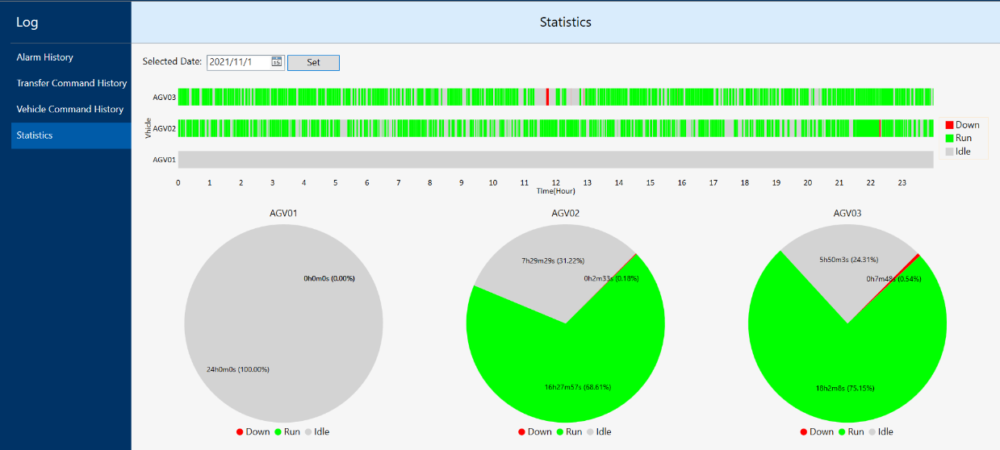 Log
Statistics
Alarm History
Transfer Command History
Vehicle Command History
Statistics
Selected Date: 2021/11/1 15 Set
AGV03
AGV02
AGV01
Vhicle
Down
Run
Idle
0 1 2 3 4 5 6 7 8 9 10 11 12 13 14 15 16 17 18 19 20 21 22 23
Time(Hour)
AGV01
0h0m0s (0.00%)
24h0m0s (100.00%)
Down Run Idle
AGV02
7h29m29s (31.22%)
0h2m33s (0.18%)
16h27m57s (68.61%)
Down Run Idle
AGV03
5h50m3s (24.31%)
0h7m48s (0.54%)
18h2m8s (75.15%)
Down Run Idle